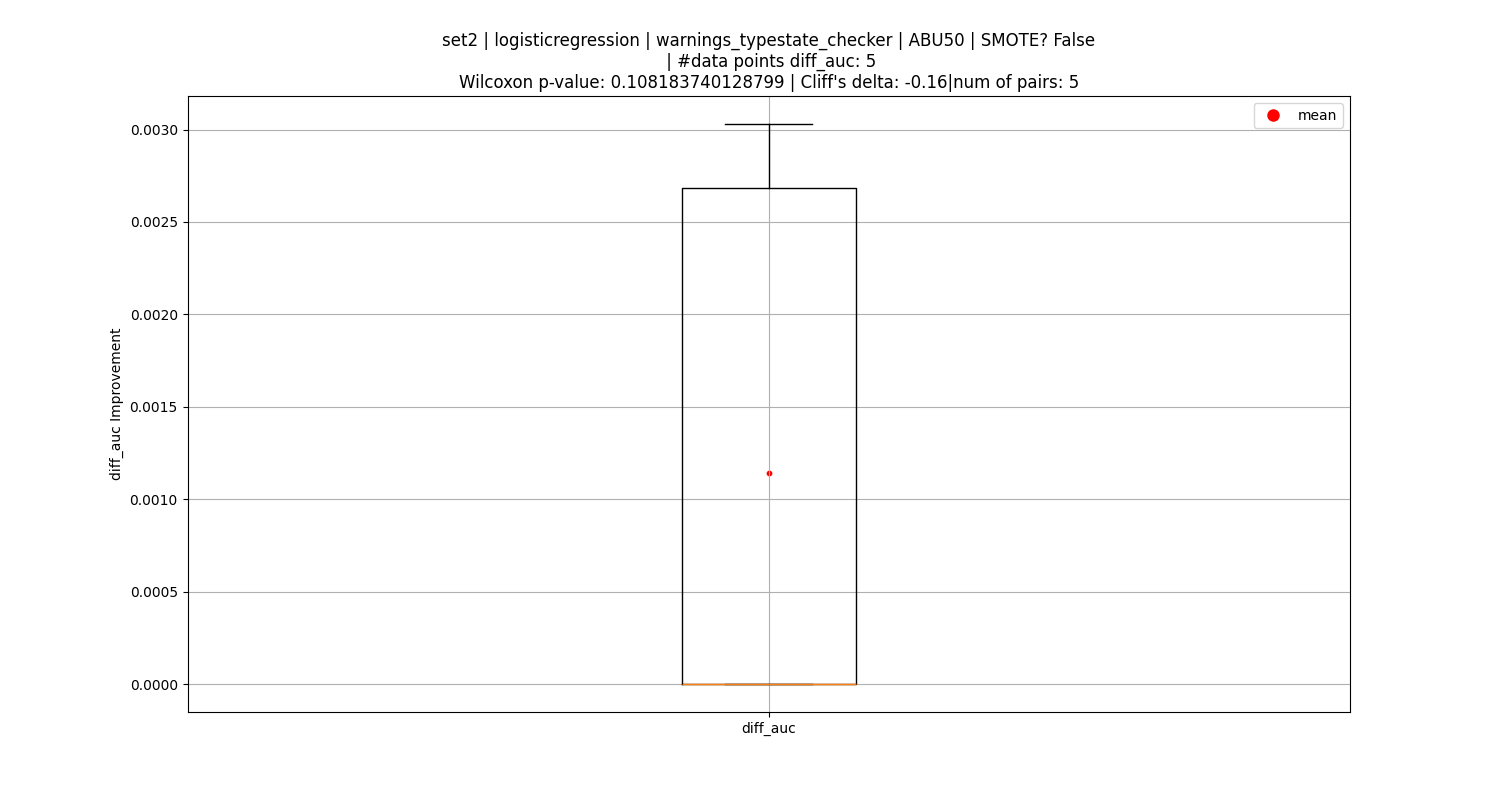 set2 | logisticregression | warnings_typestate_checker | ABU50 | SMOTE? False
| #data points diff_auc: 5
Wilcoxon p-value: 0.108183740128799 | Cliff's delta: -0.16|num of pairs: 5
mean
0.0030
0.0025
0.0020
0.0015
0.0010
0.0005
0.0000
diff_auc Improvement
diff_auc